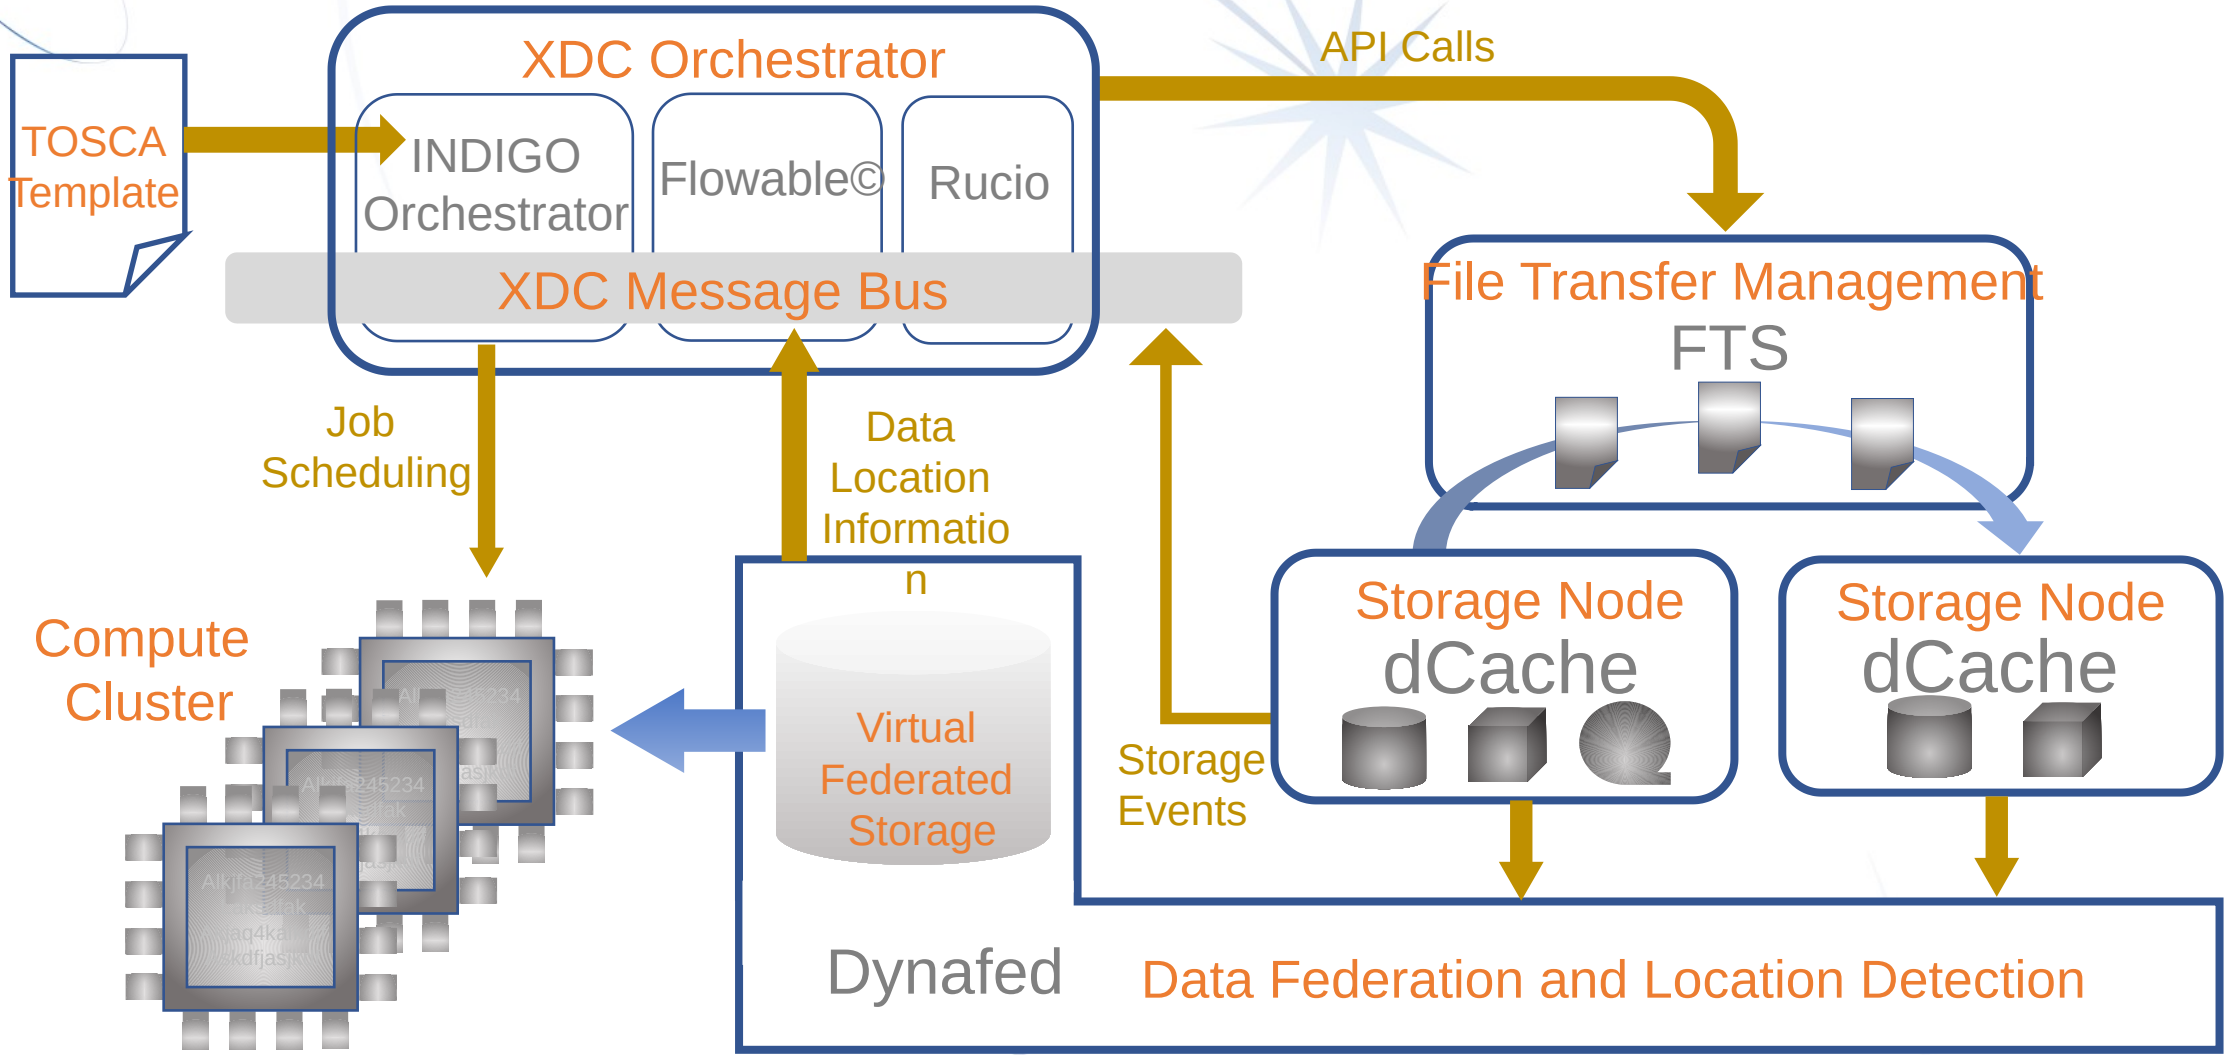 XDC Orchestrator
API Calls
TOSCA
Template
INDIGO
Orchestrator
Flowable©
Rucio
XDC Message Bus
File Transfer Management
FTS
Job
Scheduling
Data
Location
Informatio
n
Compute
Cluster
Storage Node
dCache
Storage Node
dCache
Virtual
Federated
Storage
Storage
Events
Alkjfa245234
Dynafed
Data Federation and Location Detection